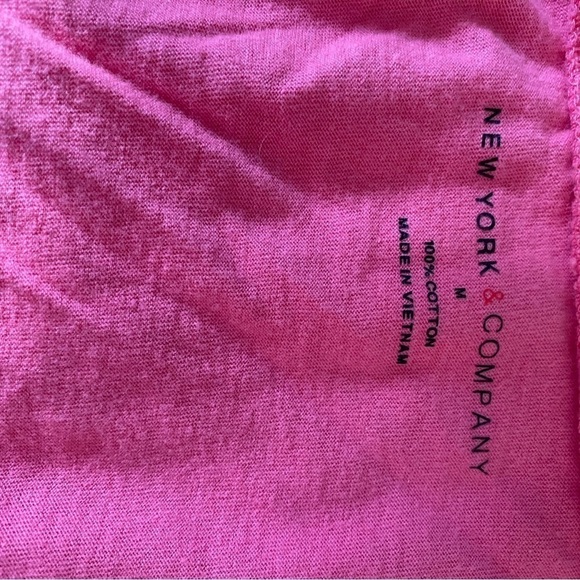 NEW YORK & COMPANY
M
100% COTTON
MADE IN VIETNAM